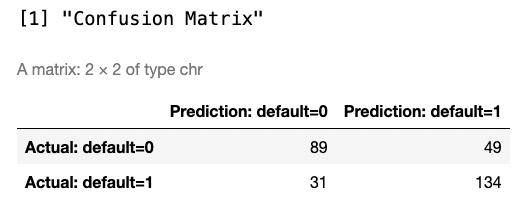 [1] "Confusion Matrix"
A matrix: 2 × 2 of type chr
Prediction: default=0 Prediction: default=1
Actual: default=0 89 49
Actual: default=1 31 134